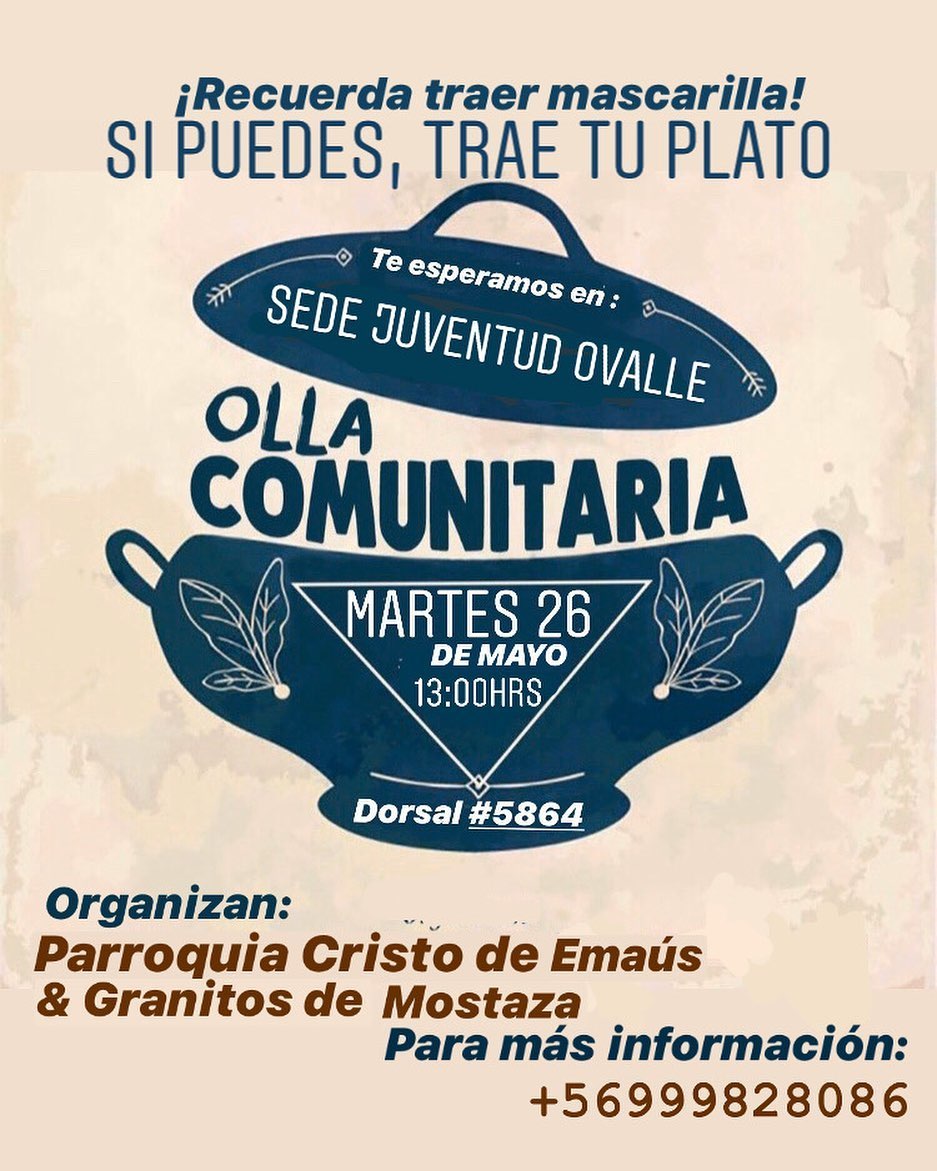 ¡Recuerda traer mascarilla!
SI PUEDES, TRAE TU PLATO
Te esperamos en :
SEDE JUVENTUD OVALLE
OLLA
COMUNITARIA
MARTES 26
DE MAYO
13:00HRS
Dorsal #5864
Organizan:
Parroquia Cristo de Emaús
& Granitos de Mostaza
Para más información:
+56999828086